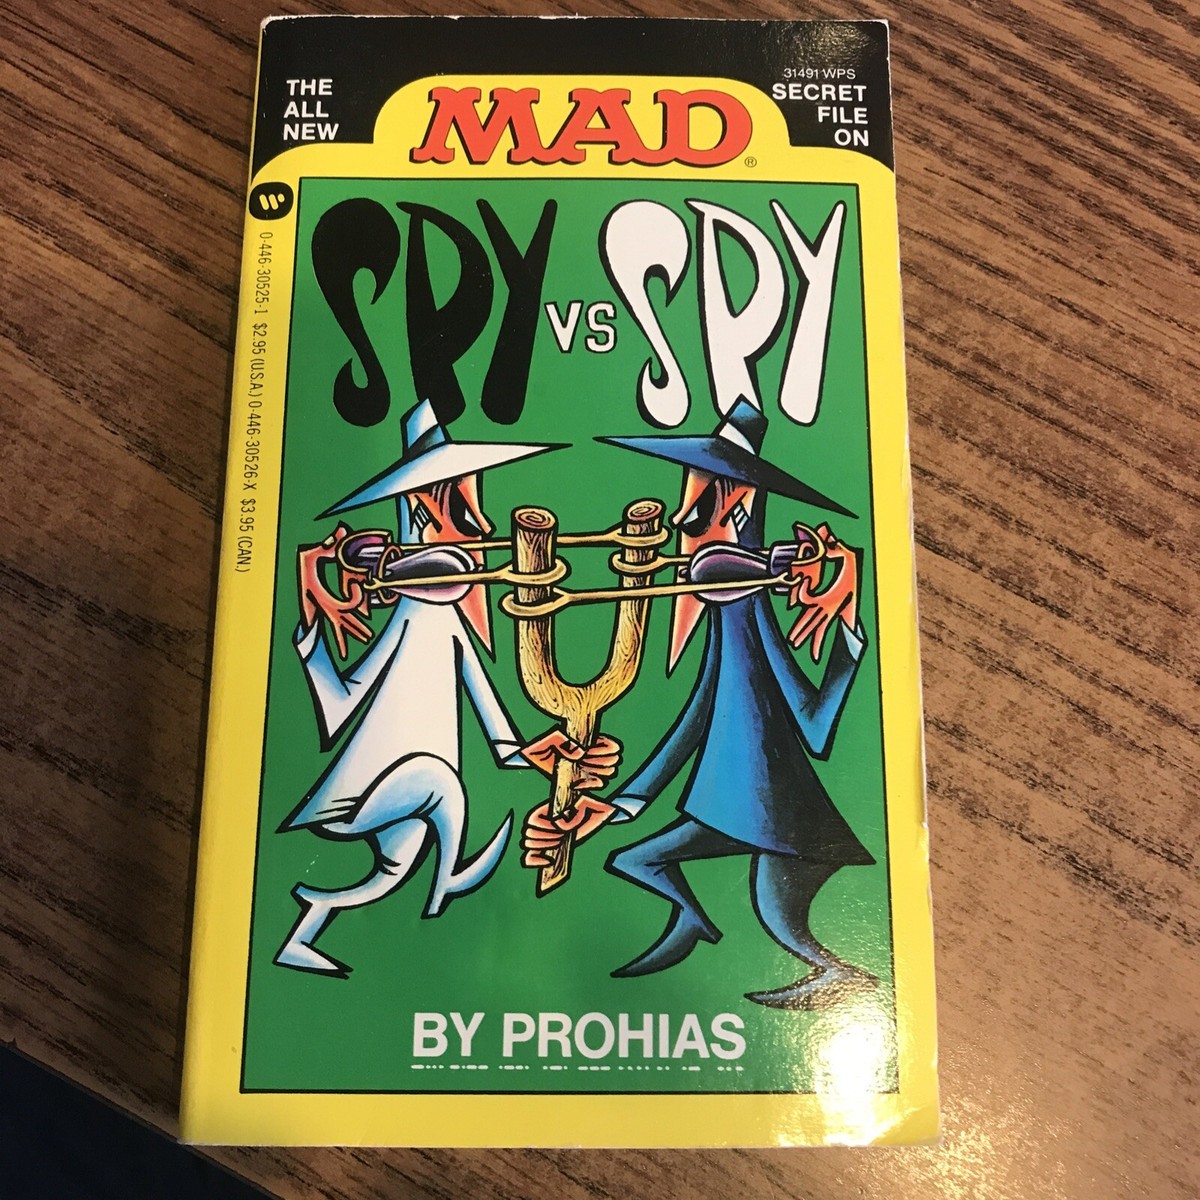 THE
ALL
NEW
MAD®
31491 WPS
SECRET
FILE
ON
SPY vs SPY
BY PROHIAS
0-446-30525-1 $2.95 (U.S.A.) 0-446-30526-X $3.95 (CAN.)